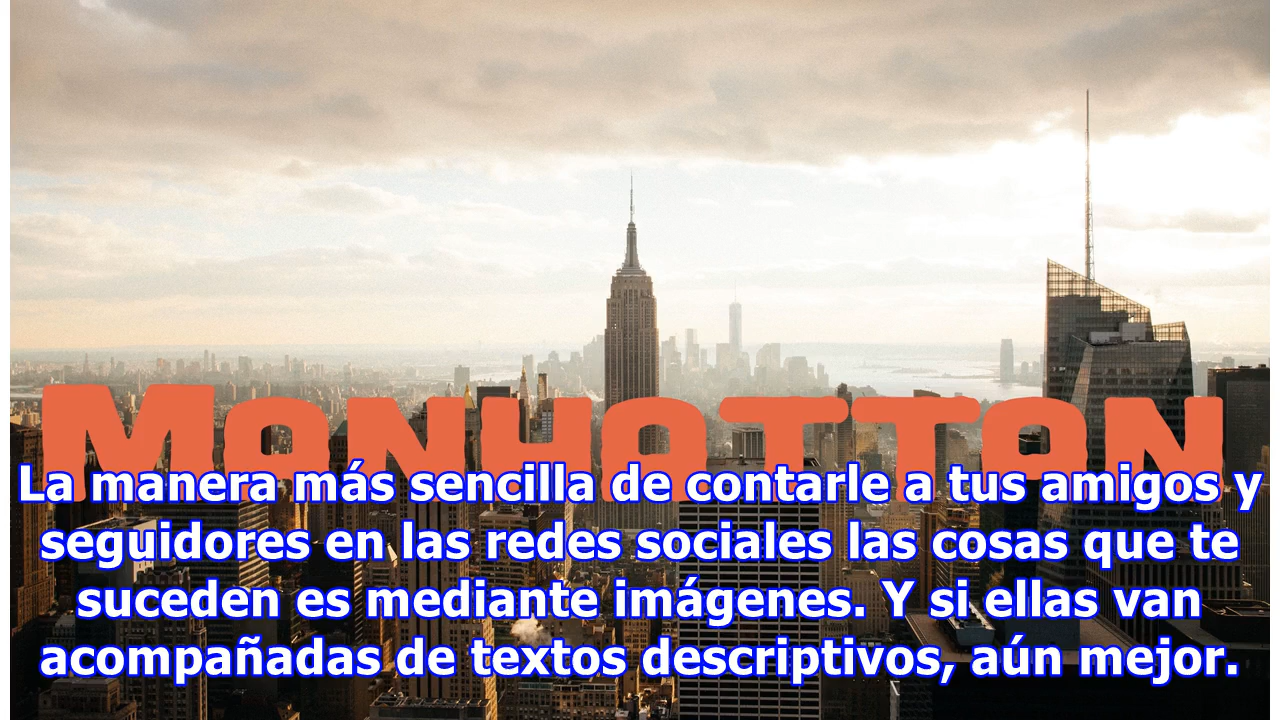 MANHATTAN
La manera más sencilla de contarle a tus amigos y
seguidores en las redes sociales las cosas que te
suceden es mediante imágenes. Y si ellas van
acompañadas de textos descriptivos, aún mejor.